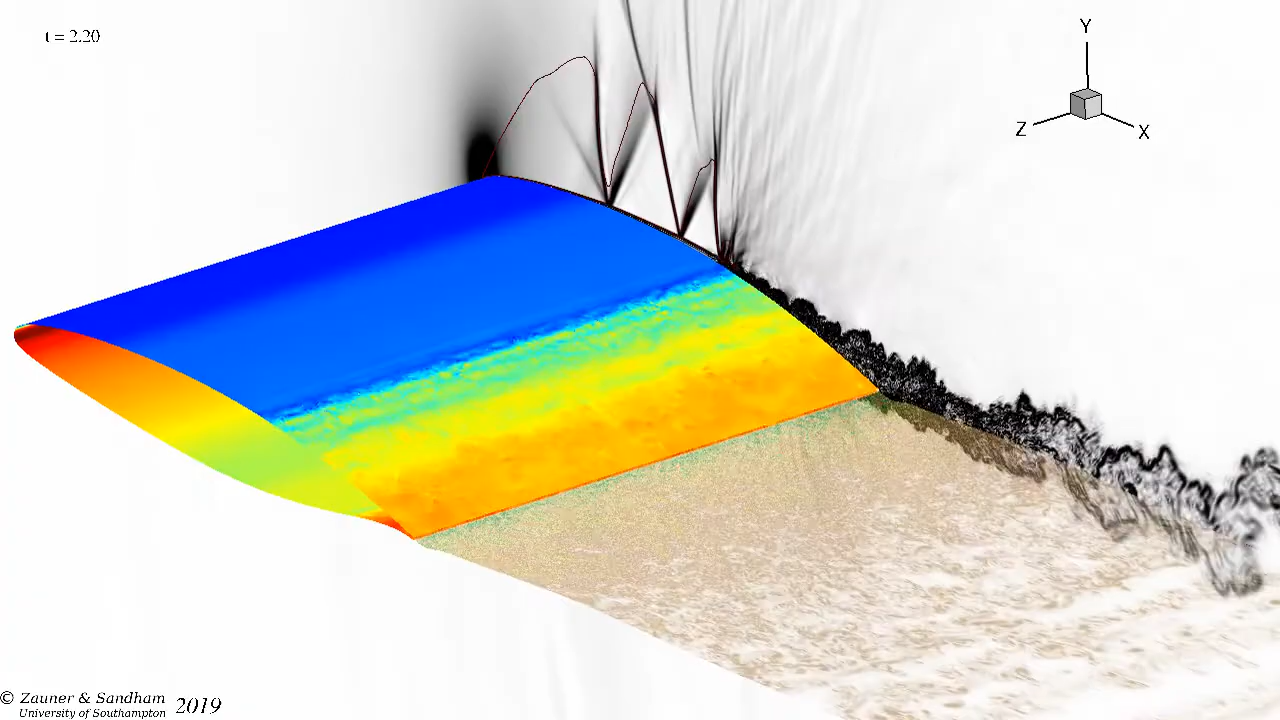 t = 2.20
Y
Z
X
© Zauner & Sandham 2019
University of Southampton